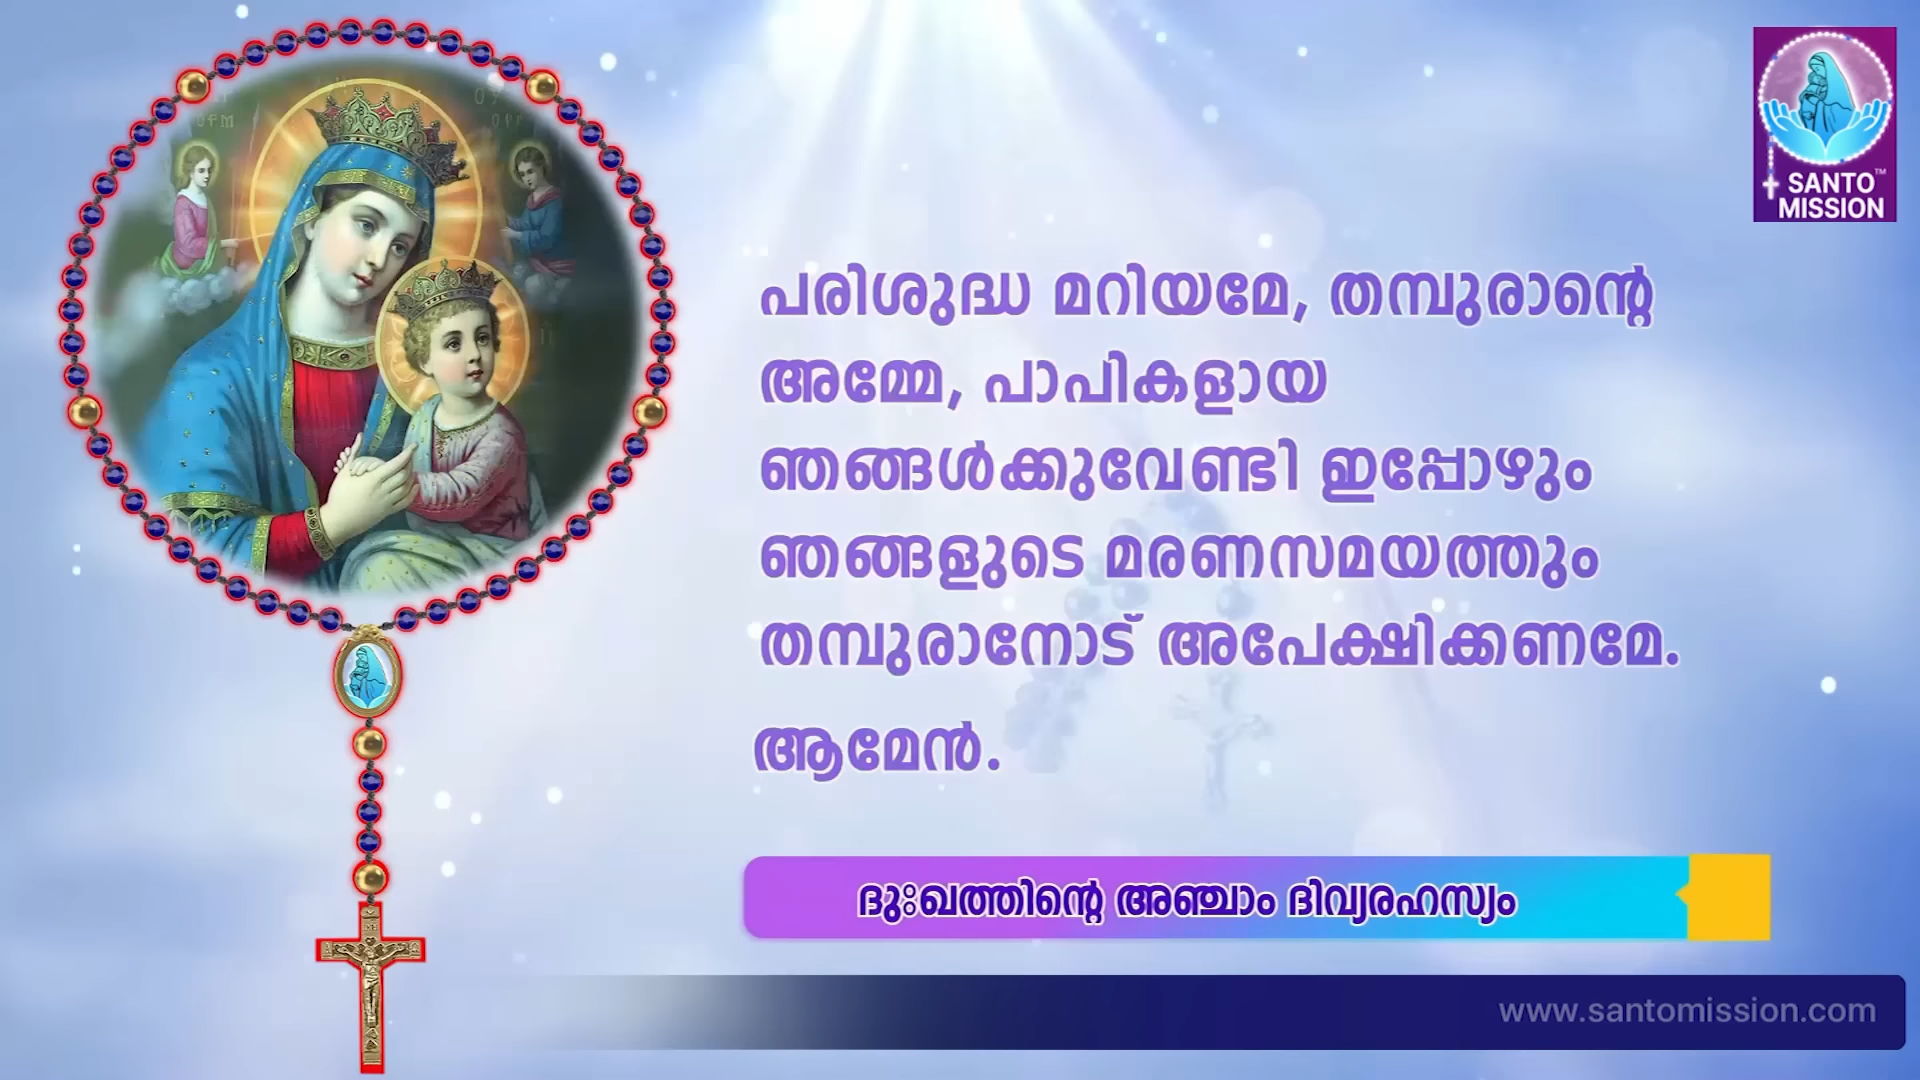 SANTO
MISSION
TM
പരിശുദ്ധ മറിയമേ, തമ്പുരാന്റെ
അമ്മേ, പാപികളായ
ഞങ്ങൾക്കുവേണ്ടി ഇപ്പോഴും
ഞങ്ങളുടെ മരണസമയത്തും
തമ്പുരാനോട് അപേക്ഷിക്കണമേ.
ആമേൻ.
ദുഃഖത്തിന്റെ അഞ്ചാം ദിവ്യരഹസ്യം
www.santomission.com